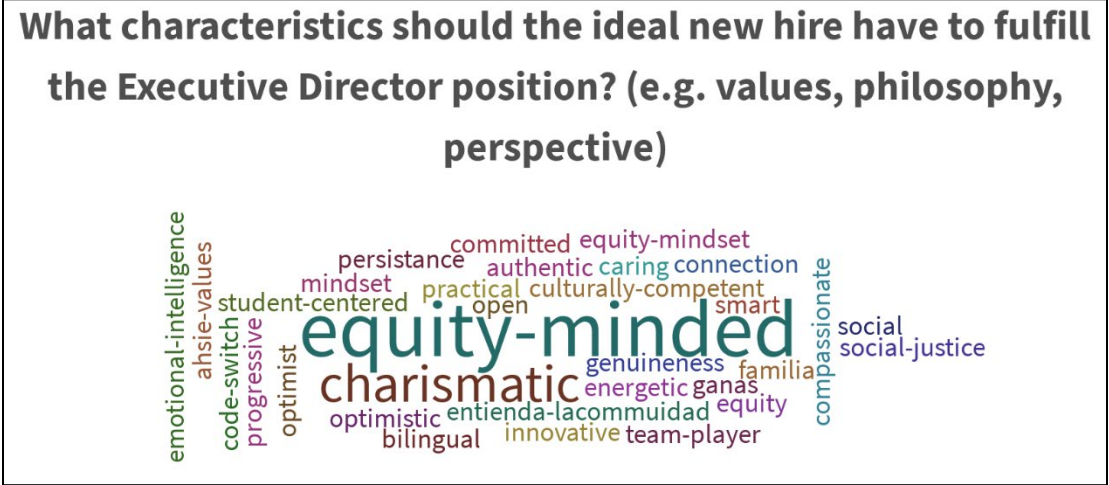 What characteristics should the ideal new hire have to fulfill
the Executive Director position? (e.g. values, philosophy,
perspective)
emotional-intelligence
ahsie-values
code-switch
progressive
optimist
committed
equity-mindset
persistance
authentic
caring
connection
mindset
practical
culturally-competent
student-centered
open
smart
equity-minded
compassionate
social
social-justice
genuineness
familia
charismatic
energetic
ganas
optimistic
entienda-lacommuidad
equity
bilingual
innovative
team-player